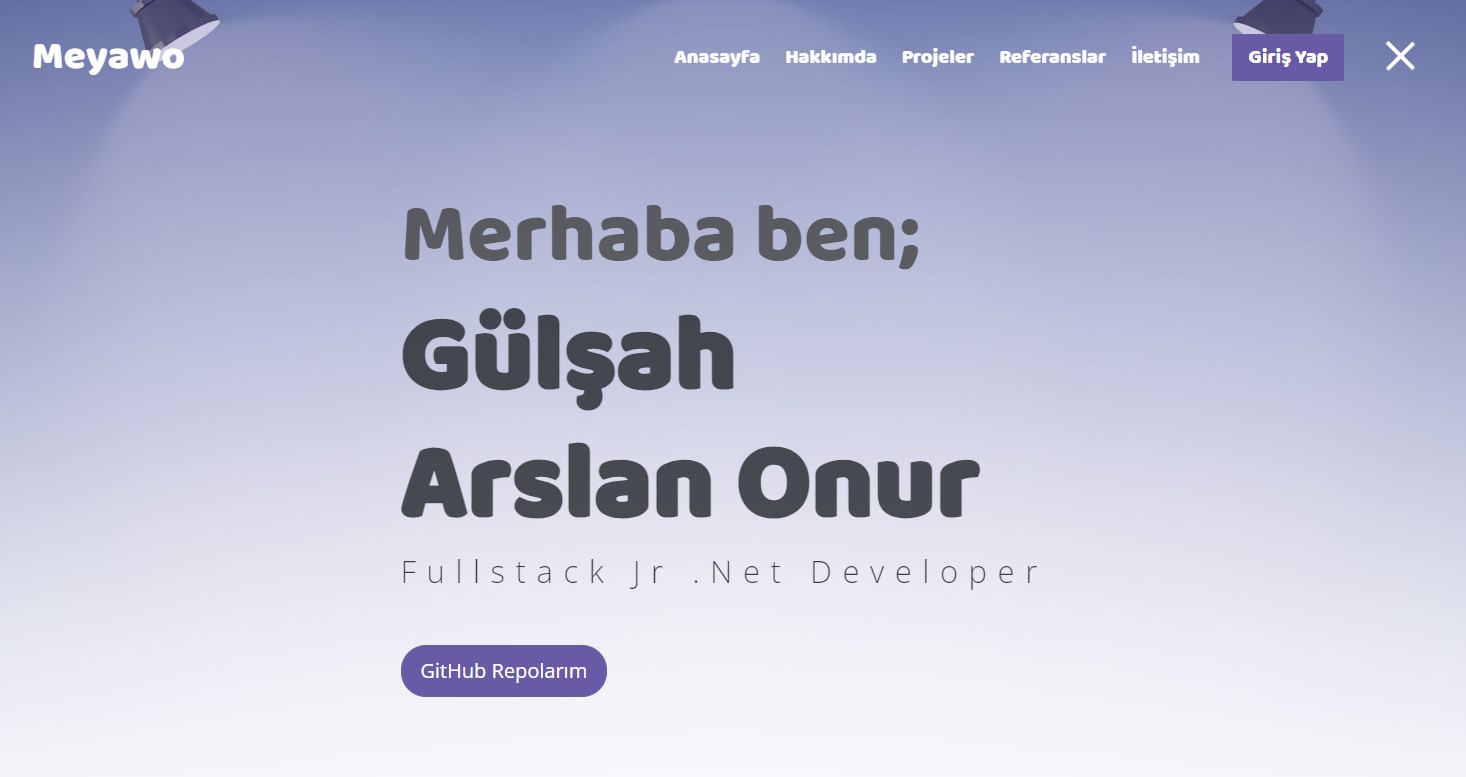 Meyawo
Anasayfa Hakkımda Projeler Referanslar İletişim Giriş Yap
Merhaba ben;
Gülşah
Arslan Onur
Fullstack Jr .Net Developer
GitHub Repolarım